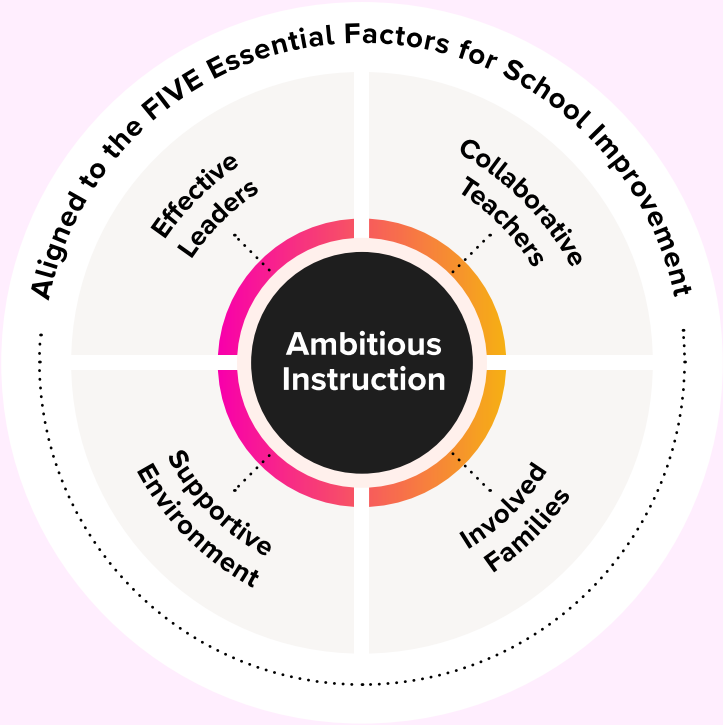 Aligned to the FIVE Essential Factors for School Improvement
Effective
Leaders
Collaborative
Teachers
Ambitious
Instruction
Supportive
Environment
Involved
Families